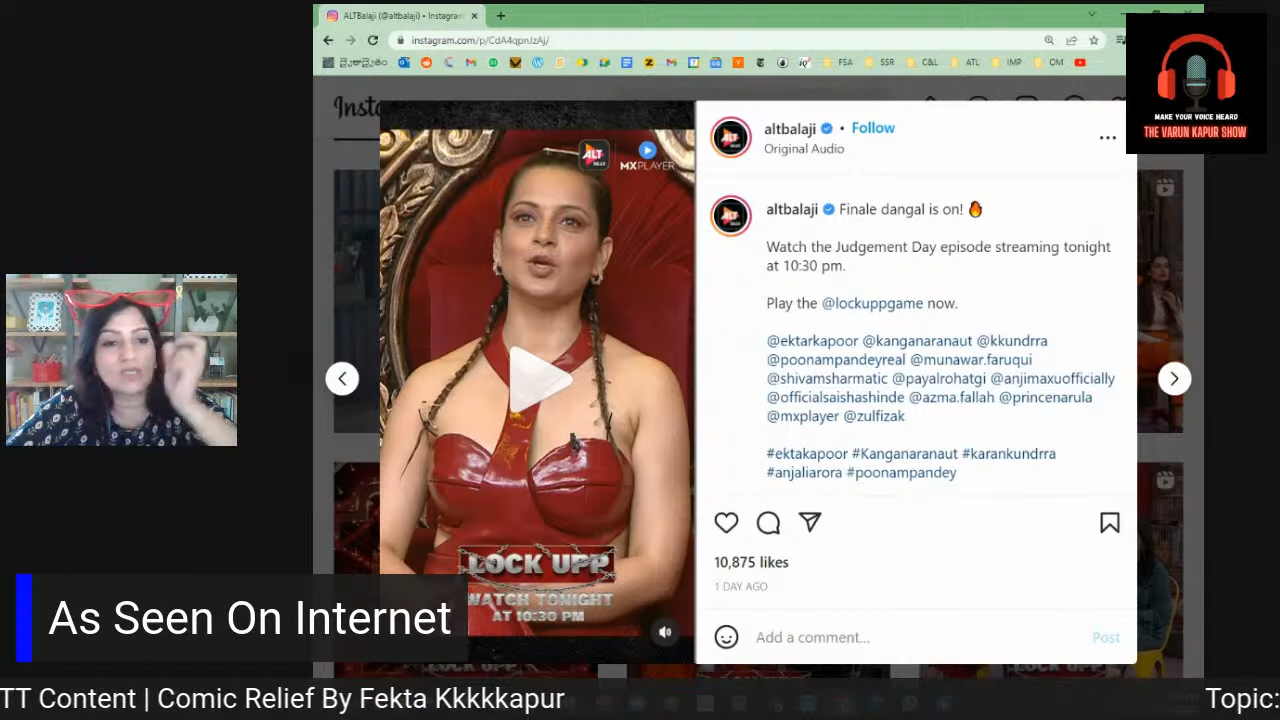 ALTBalaji (@altbalaji) • Instagram
instagram.com/p/CdA4qpnJzAj/
FSA
SSR
C&L
ATL
IMP
OM
MAKE YOUR VOICE HEARD
THE VARUN KAPUR SHOW
Insta
ALT
MXPLAYER
altbalaji • Follow
Original Audio
altbalaji Finale dangal is on! 🔥
Watch the Judgement Day episode streaming tonight
at 10:30 pm.
Play the @lockuppgame now.
@ektarkapoor @kanganaranaut @kkundrra
@poonampandeyreal @munawar.faruqui
@shivamsharmatic @payalrohatgi @anjimaxuofficially
@officialsaishashinde @azma.fallah @princenarula
@mxplayer @zulfizak
#ektakapoor #Kanganaranaut #karankundrra
#anjaliarora #poonampandey
10,875 likes
1 DAY AGO
Add a comment...
Post
LOCK UPP
WATCH TONIGHT
AT 10:30 PM
As Seen On Internet
TT Content | Comic Relief By Fekta Kkkkkapur
Topic: